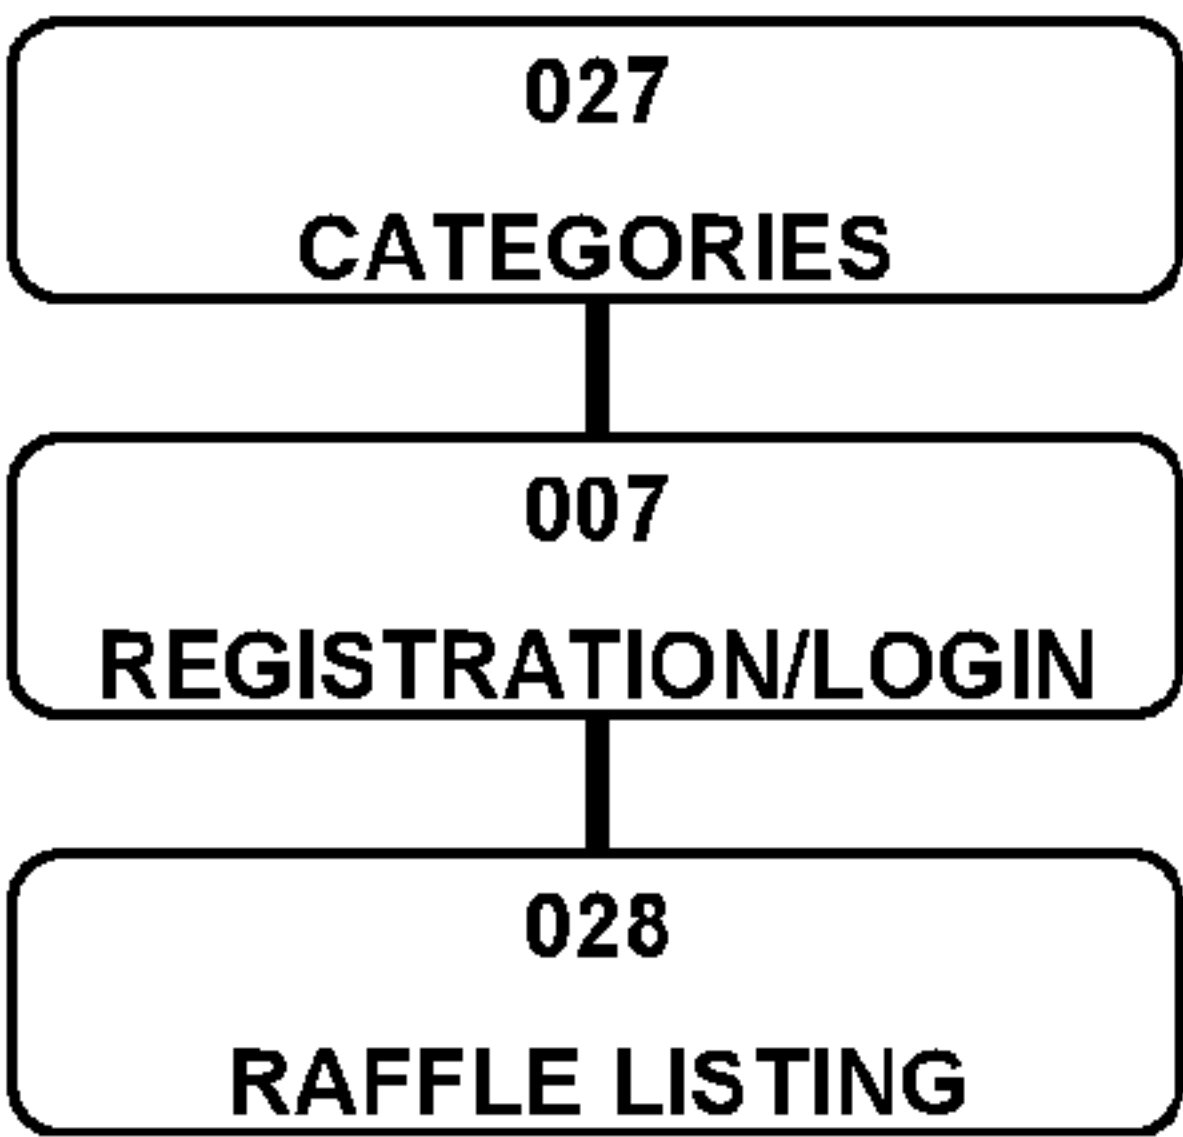 027
CATEGORIES
007
REGISTRATION/LOGIN
028
RAFFLE LISTING